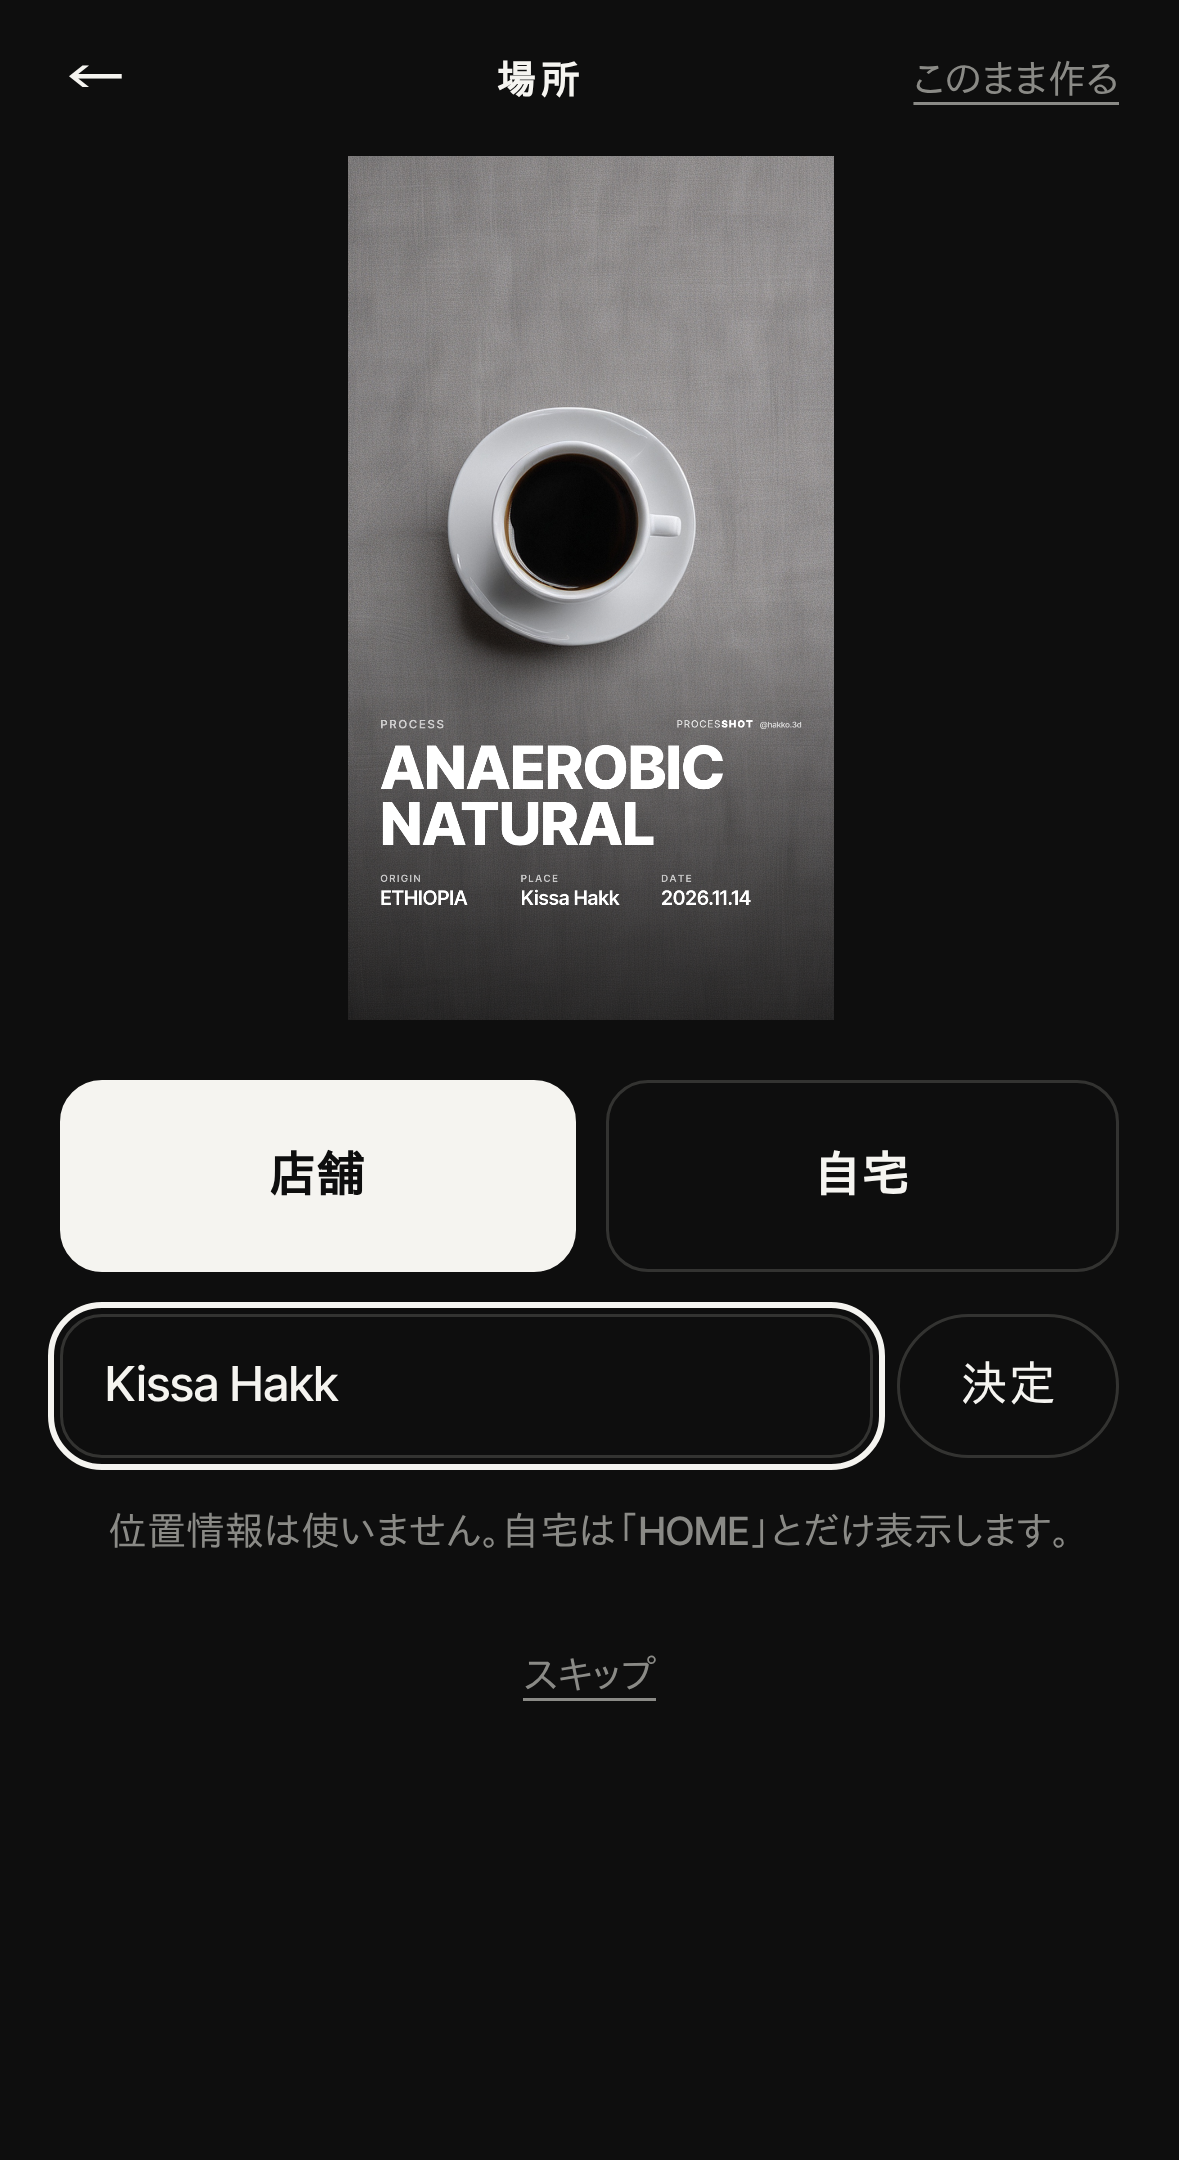 ←
場所
このまま作る
PROCESS
PROCESSHOT @hakko.3d
ANAEROBIC
NATURAL
ORIGIN PLACE DATE
ETHIOPIA Kissa Hakk 2026.11.14
店舗 自宅
Kissa Hakk 決定
位置情報は使いません。自宅は「HOME」とだけ表示します。
スキップ